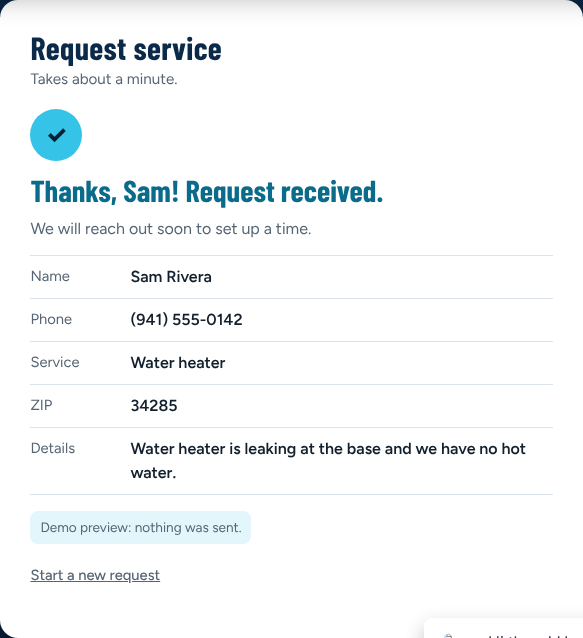 Request service
Takes about a minute.
Thanks, Sam! Request received.
We will reach out soon to set up a time.
Name
Sam Rivera
Phone
(941) 555-0142
Service
Water heater
ZIP
34285
Details
Water heater is leaking at the base and we have no hot
water.
Demo preview: nothing was sent.
Start a new request